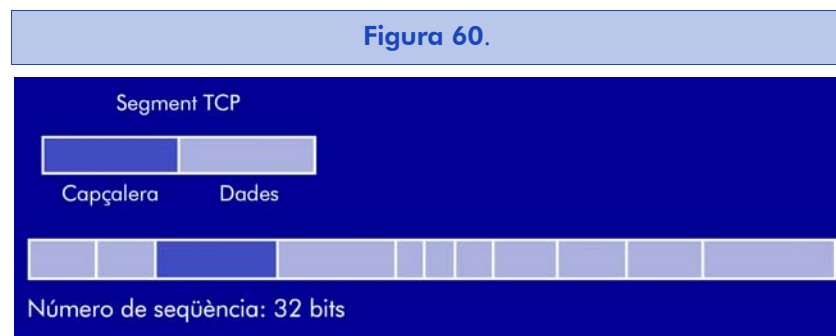 Figura 60.
Segment TCP
Capçalera Dades
Número de seqüència: 32 bits